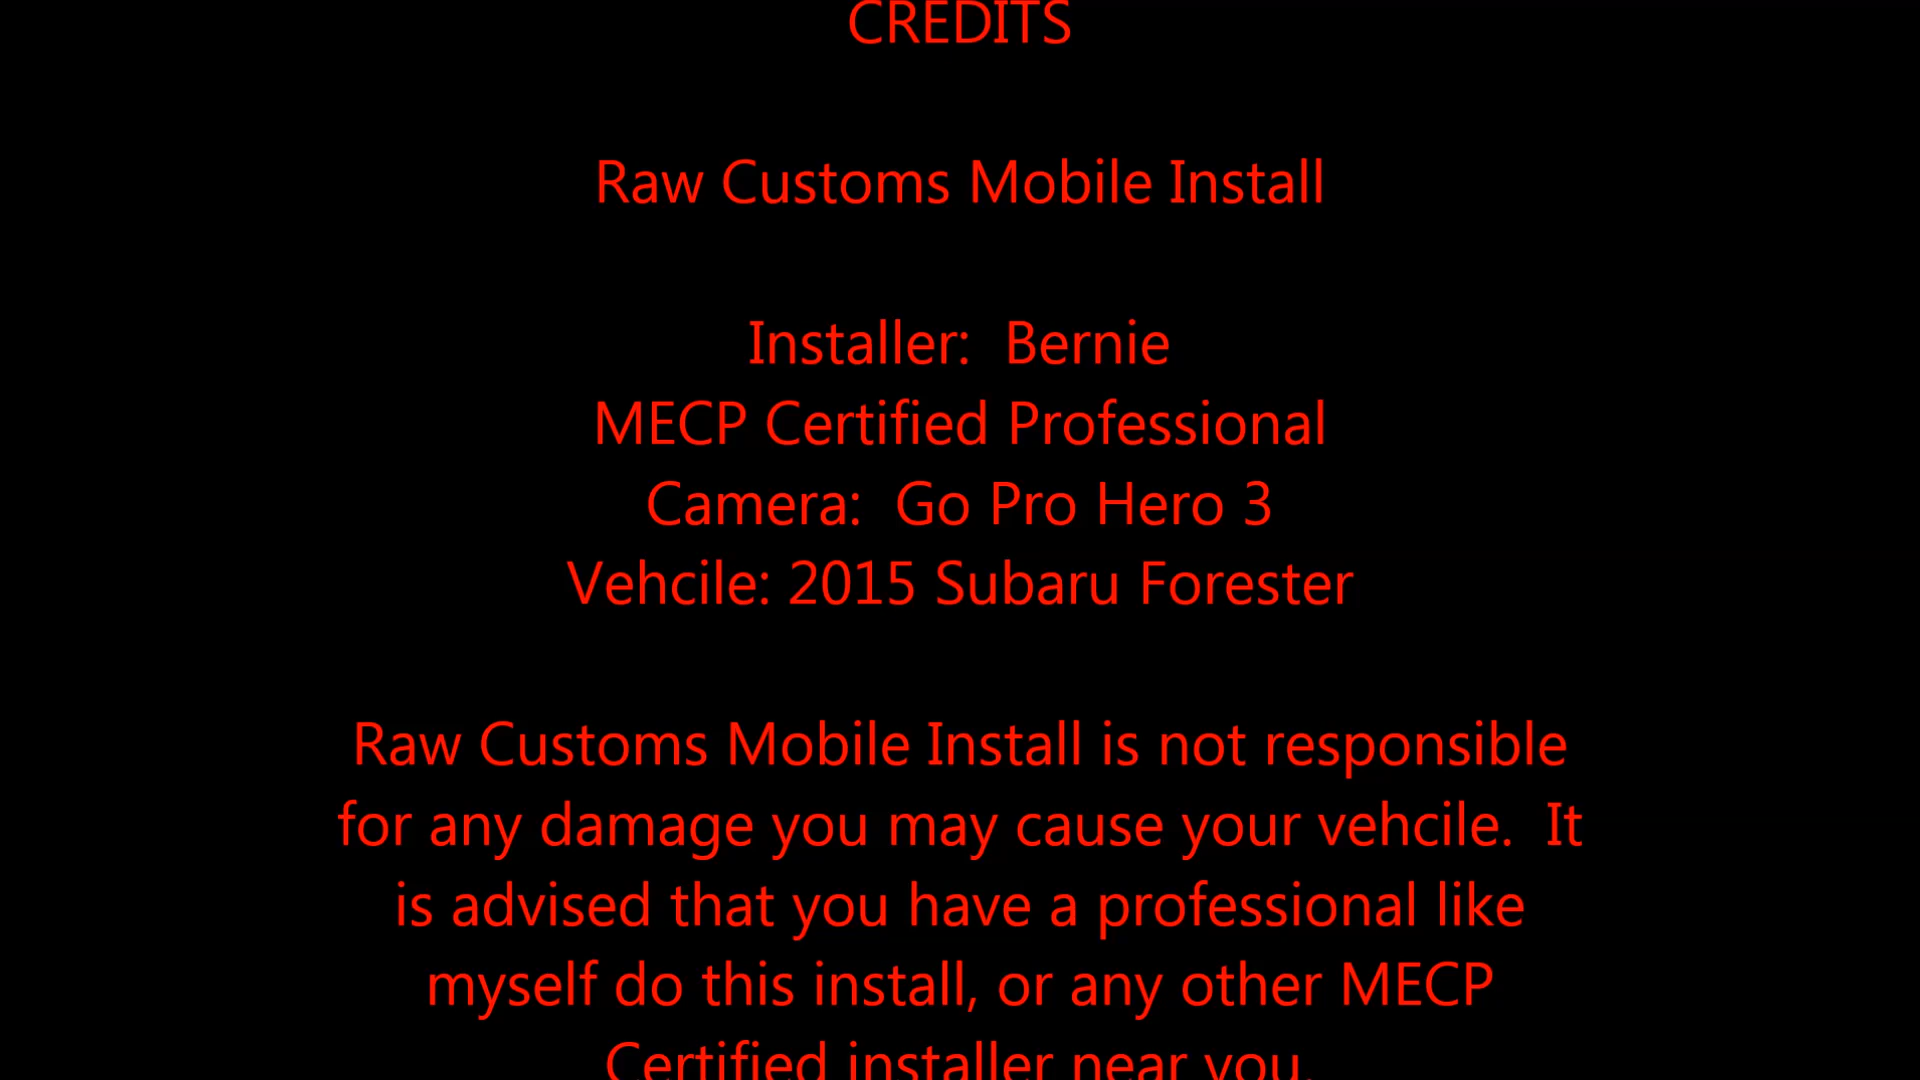 CREDITS
Raw Customs Mobile Install
Installer:  Bernie
MECP Certified Professional
Camera:  Go Pro Hero 3
Vehcile: 2015 Subaru Forester
Raw Customs Mobile Install is not responsible
for any damage you may cause your vehcile.  It
is advised that you have a professional like
myself do this install, or any other MECP
Certified installer near you.